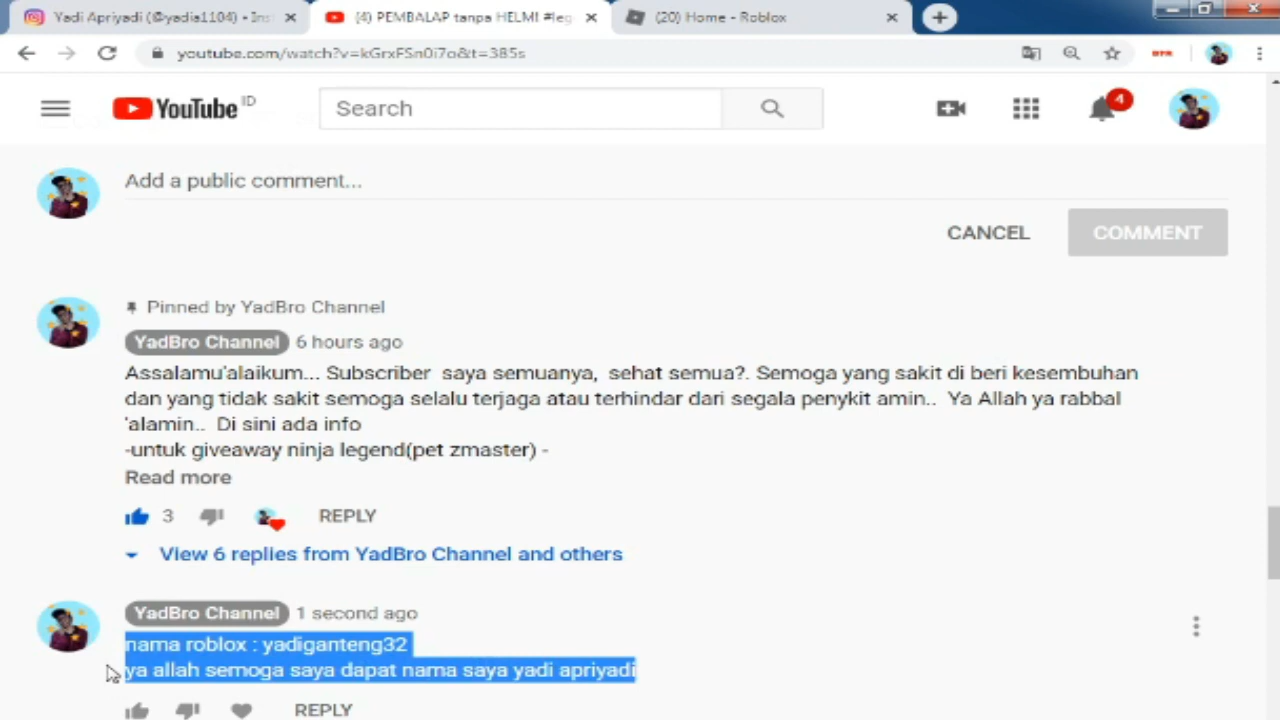 Yadi Apriyadi (@yadia1104) • Ins
(4) PEMBALAP tanpa HELM! #leg
(20) Home - Roblox
youtube.com/watch?v=kGrxFSn0i7o&t=385s
YouTube ID
Search
4
Add a public comment...
CANCEL
COMMENT
Pinned by YadBro Channel
YadBro Channel 6 hours ago
Assalamu'alaikum... Subscriber saya semuanya, sehat semua?. Semoga yang sakit di beri kesembuhan
dan yang tidak sakit semoga selalu terjaga atau terhindar dari segala penykit amin.. Ya Allah ya rabbal
'alamin.. Di sini ada info
-untuk giveaway ninja legend(pet zmaster) -
Read more
3
REPLY
View 6 replies from YadBro Channel and others
YadBro Channel 1 second ago
nama roblox : yadiganteng32
ya allah semoga saya dapat nama saya yadi apriyadi
REPLY